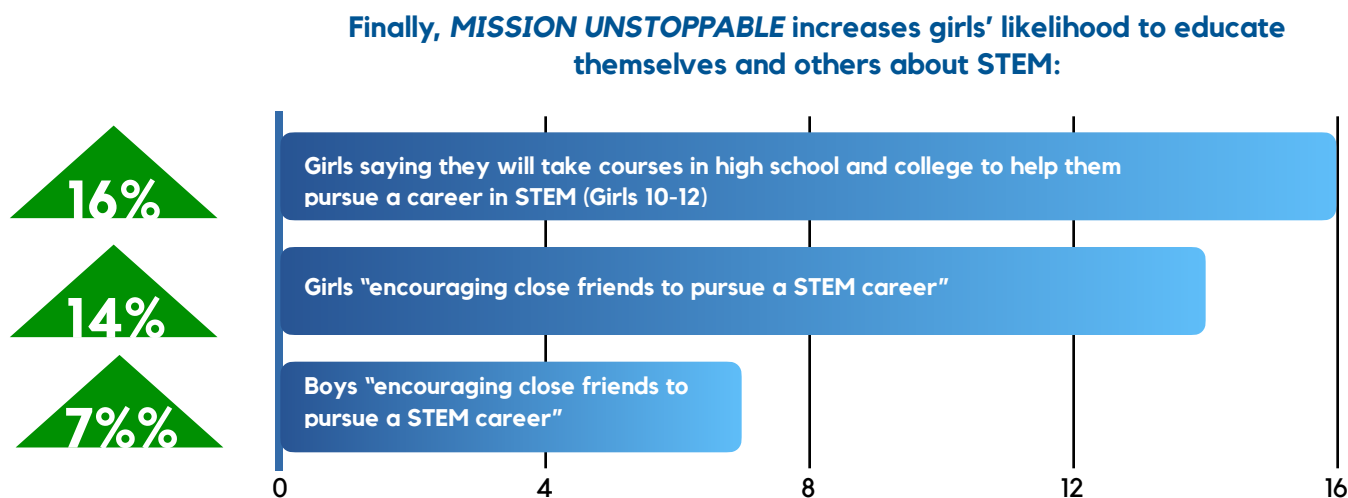 Finally, MISSION UNSTOPPABLE increases girls’ likelihood to educate
themselves and others about STEM:
16%
Girls saying they will take courses in high school and college to help them
pursue a career in STEM (Girls 10-12)
14%
Girls “encouraging close friends to pursue a STEM career”
7%%
Boys “encouraging close friends to
pursue a STEM career”
0 4 8 12 16